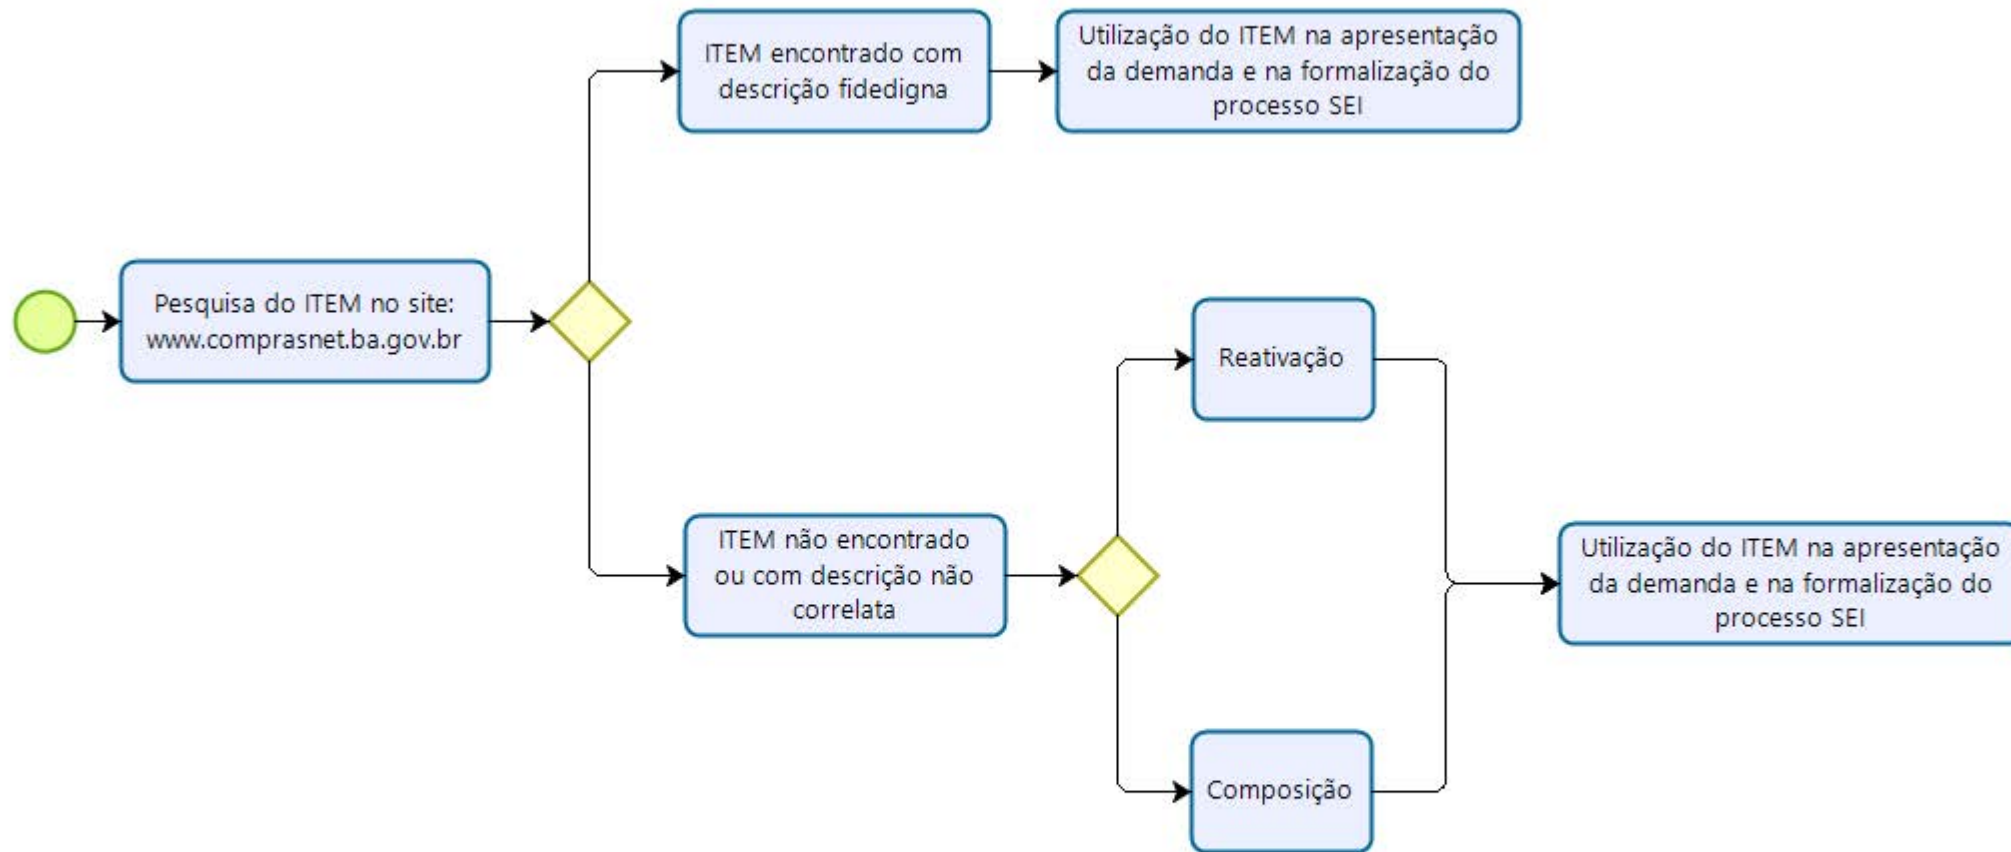 ITEM encontrado com
descrição fidedigna
Utilização do ITEM na apresentação
da demanda e na formalização do
processo SEI
Pesquisa do ITEM no site:
www.comprasnet.ba.gov.br
Reativação
ITEM não encontrado
ou com descrição não
correlata
Utilização do ITEM na apresentação
da demanda e na formalização do
processo SEI
Composição